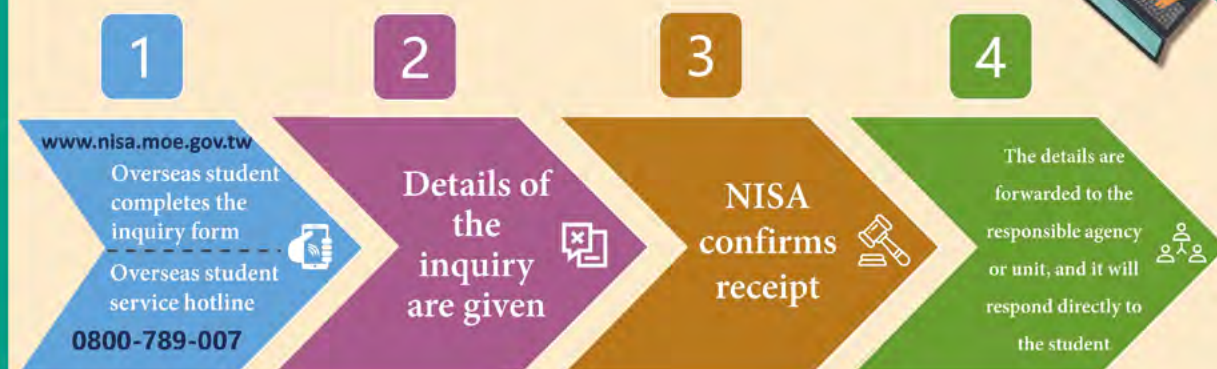 1
www.nisa.moe.gov.tw
Overseas student
completes the
inquiry form
Overseas student
service hotline
0800-789-007
2
Details of
the
inquiry
are given
3
NISA
confirms
receipt
4
The details are
forwarded to the
responsible agency
or unit, and it will
respond directly to
the student